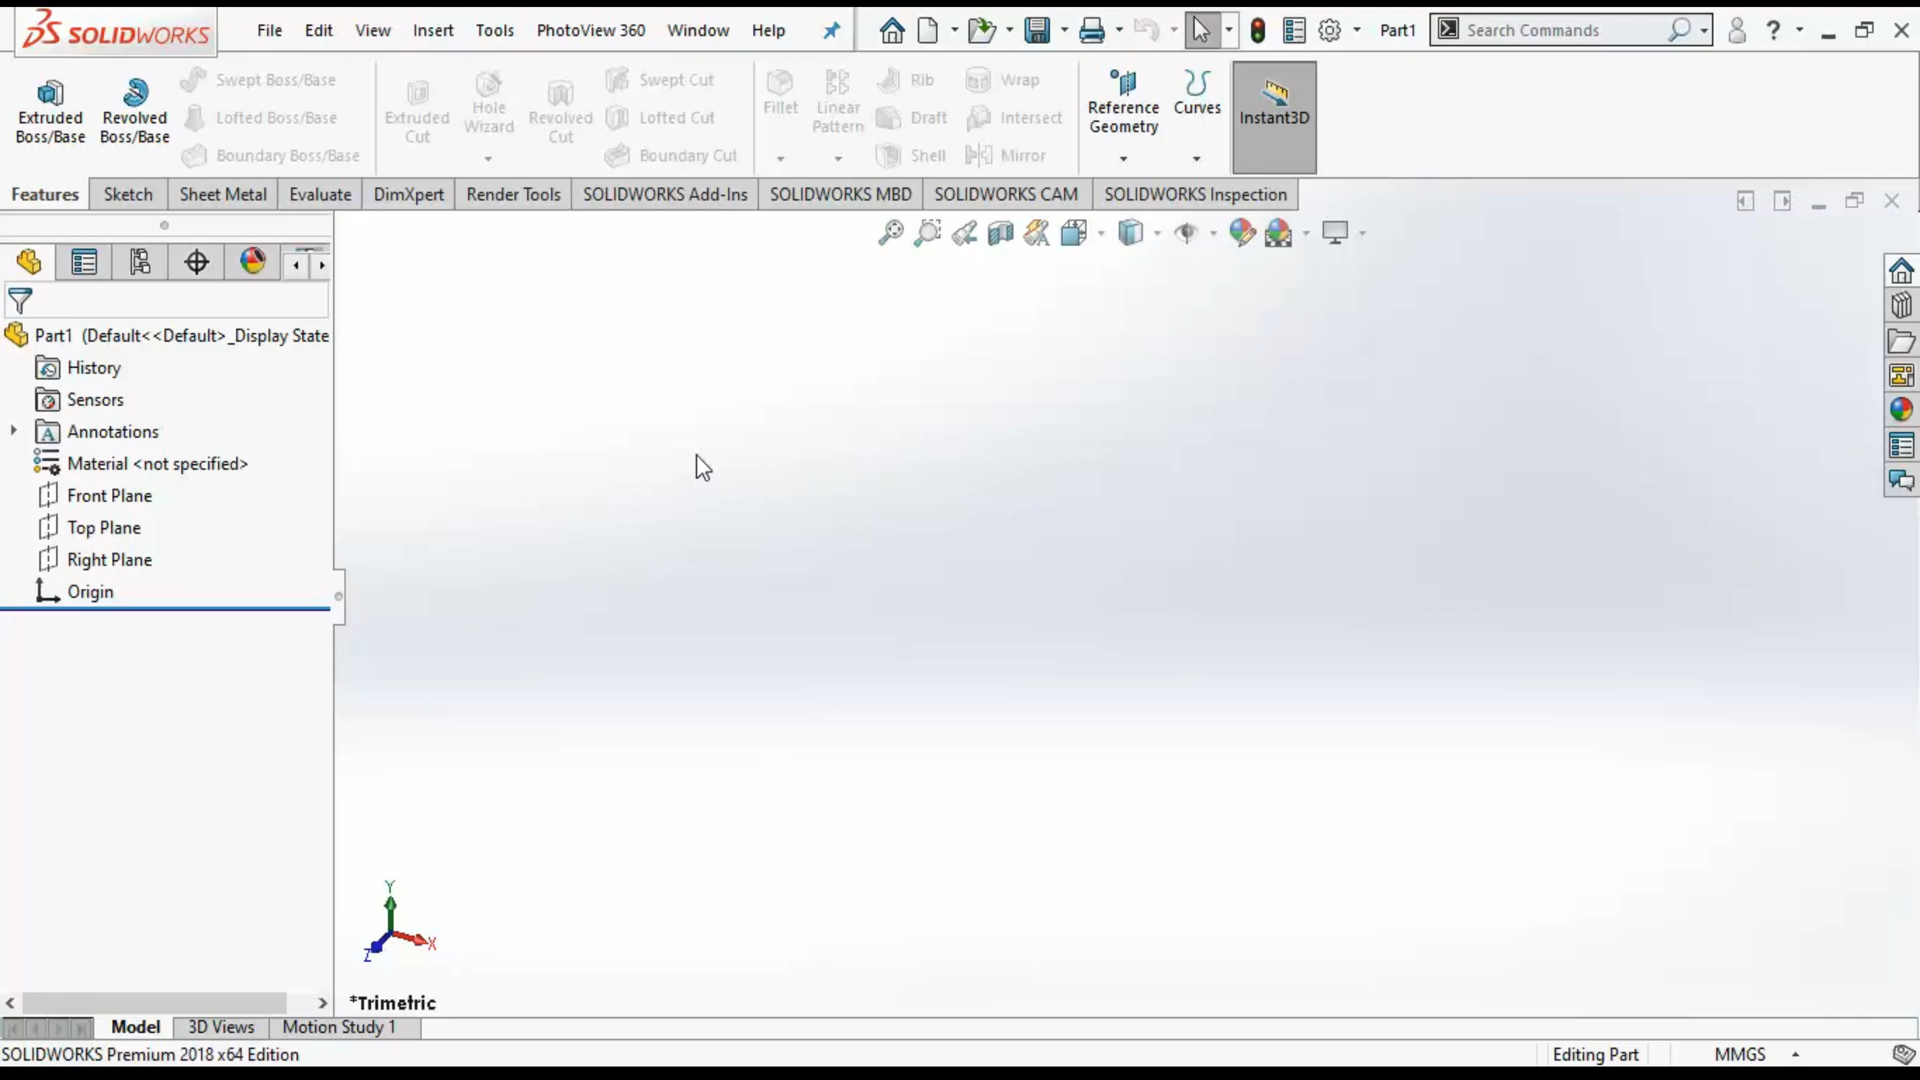 SOLIDWORKS File Edit View Insert Tools PhotoView 360 Window Help Part1 Search Commands ?
Extruded Boss/Base
Revolved Boss/Base
Swept Boss/Base
Lofted Boss/Base
Boundary Boss/Base
Extruded Cut
Hole Wizard
Revolved Cut
Swept Cut
Lofted Cut
Boundary Cut
Fillet
Linear Pattern
Rib
Draft
Shell
Wrap
Intersect
Mirror
Reference Geometry
Curves
Instant3D
Features Sketch Sheet Metal Evaluate DimXpert Render Tools SOLIDWORKS Add-Ins SOLIDWORKS MBD SOLIDWORKS CAM SOLIDWORKS Inspection
Part1 (Default<<Default>_Display State
History
Sensors
Annotations
Material <not specified>
Front Plane
Top Plane
Right Plane
Origin
Y
X
Z
*Trimetric
Model 3D Views Motion Study 1
SOLIDWORKS Premium 2018 x64 Edition Editing Part MMGS